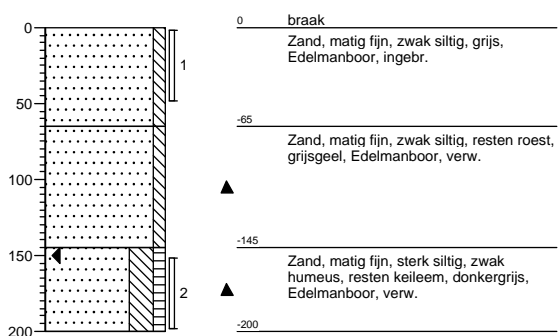 0
50
100
150
200
1
2
0 braak
Zand, matig fijn, zwak siltig, grijs,
Edelmanboor, ingebr.
-65
Zand, matig fijn, zwak siltig, resten roest,
grijsgeel, Edelmanboor, verw.
-145
Zand, matig fijn, sterk siltig, zwak
humeus, resten keileem, donkergrijs,
Edelmanboor, verw.
-200